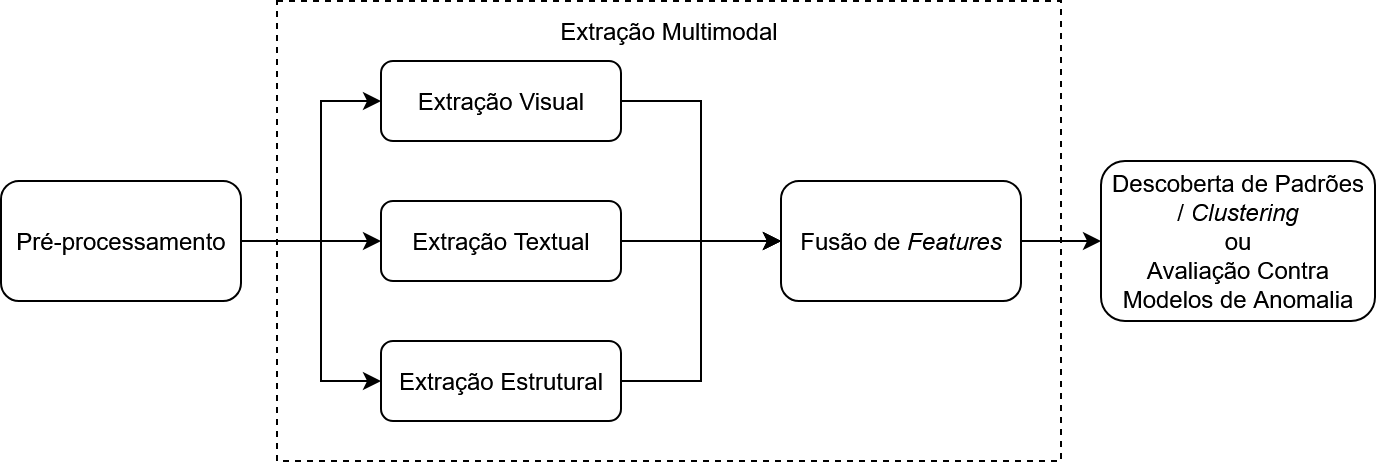 Extração Multimodal
Extração Visual
Pré-processamento
Extração Textual
Extração Estrutural
Fusão de Features
Descoberta de Padrões
/ Clustering
ou
Avaliação Contra
Modelos de Anomalia